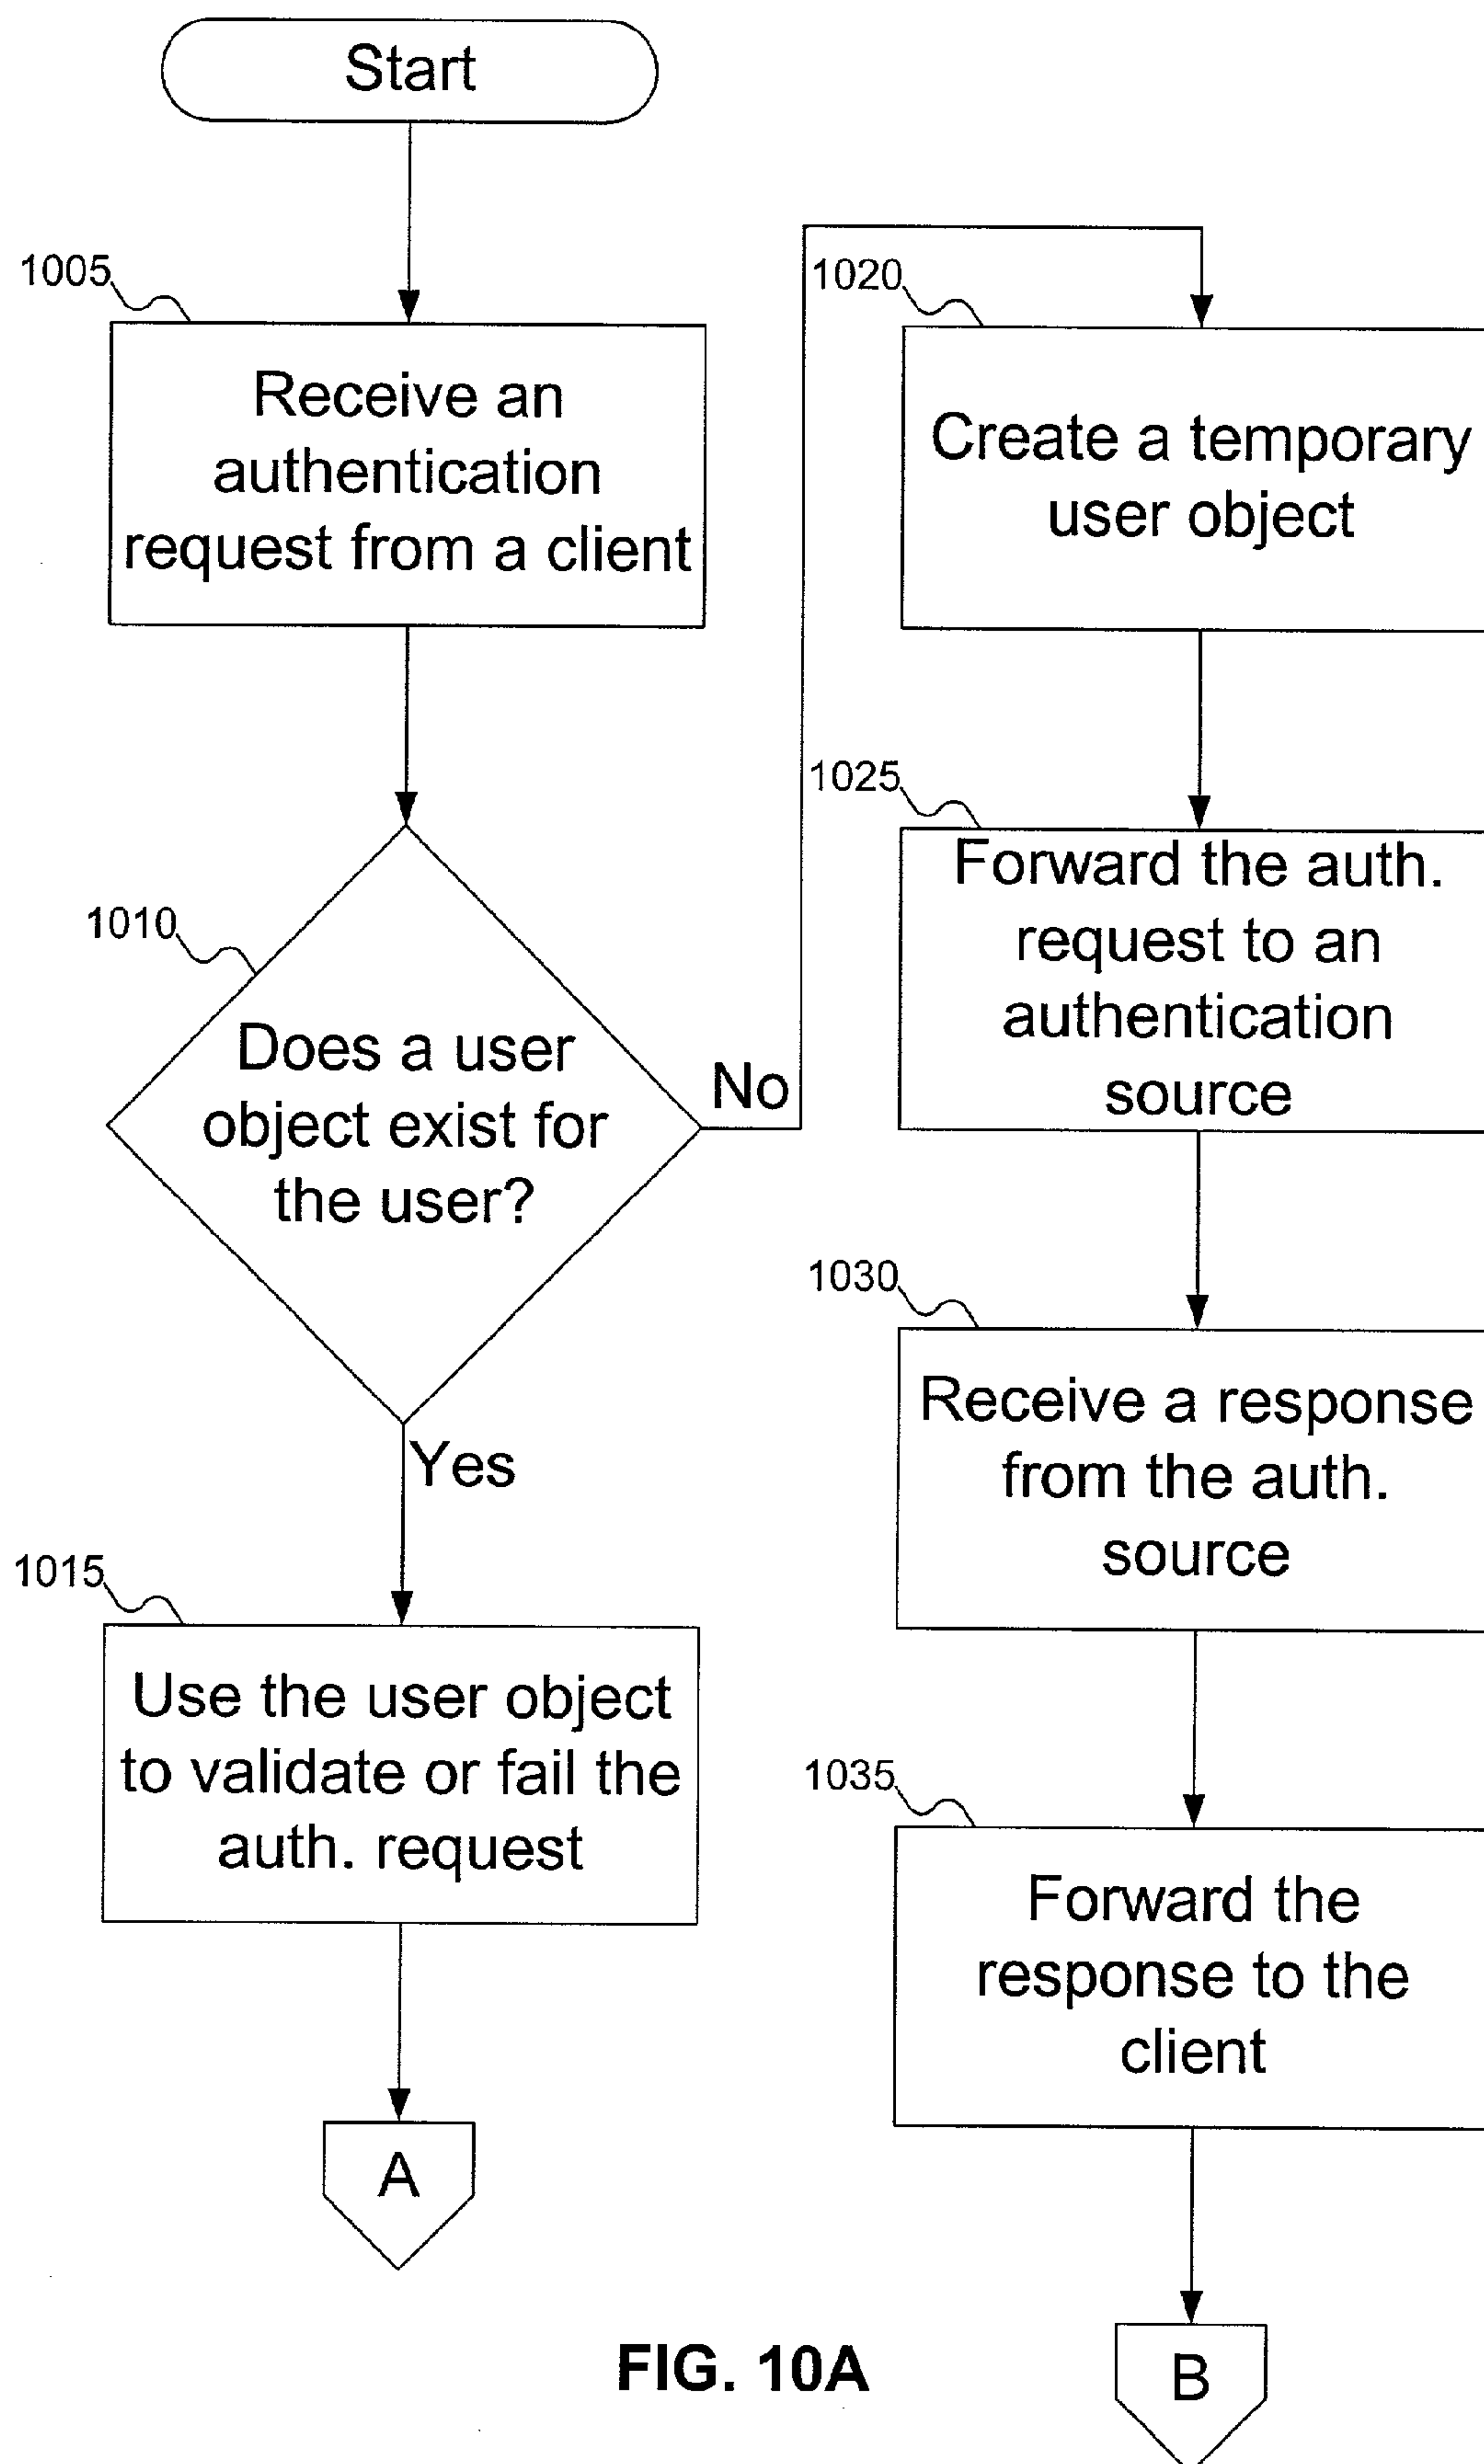 Start
1005
Receive an
authentication
request from a client
1010
Does a user
object exist for
the user?
No
Yes
1015
Use the user object
to validate or fail the
auth. request
A
1020
Create a temporary
user object
1025
Forward the auth.
request to an
authentication
source
1030
Receive a response
from the auth.
source
1035
Forward the
response to the
client
B
FIG. 10A